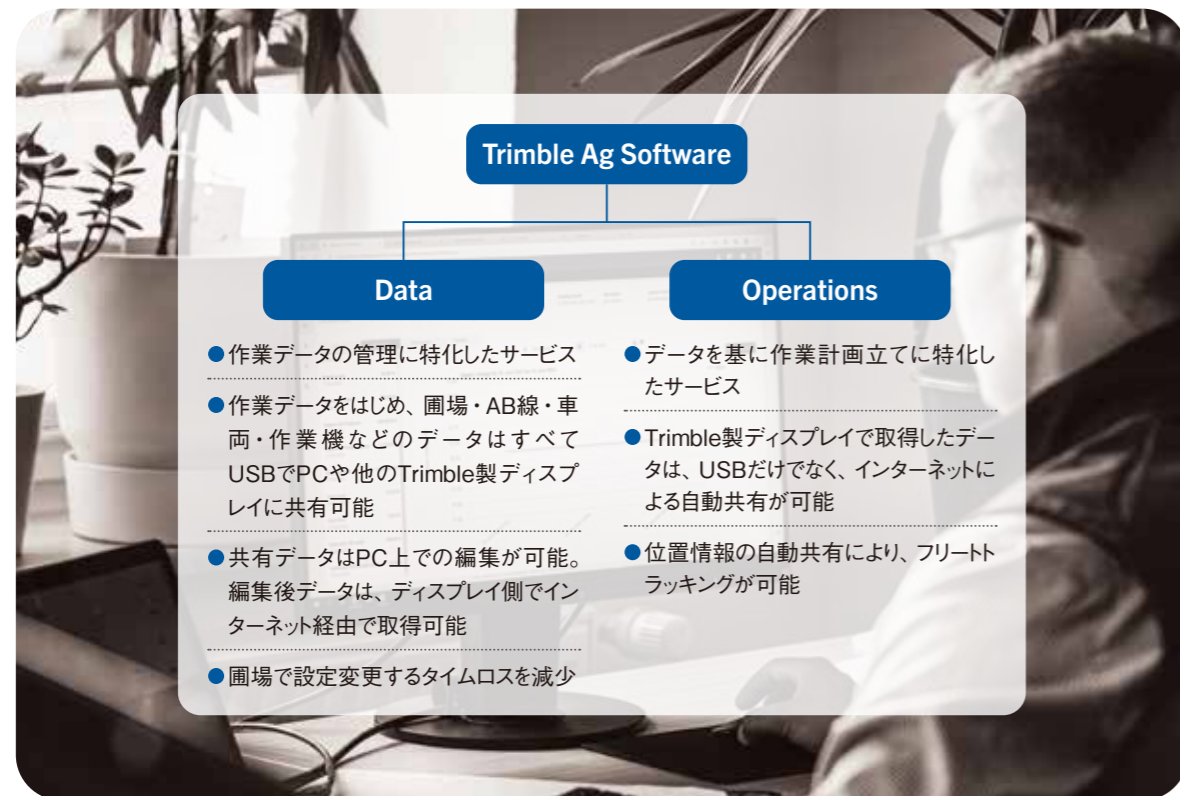 Trimble Ag Software
Data
●作業データの管理に特化したサービス
●作業データをはじめ、圃場・AB線・車
両・作業機などのデータはすべて
USBでPCや他のTrimble製ディスプ
レイに共有可能
●共有データはPC上での編集が可能。
編集後データは、ディスプレイ側でイン
ターネット経由で取得可能
●圃場で設定変更するタイムロスを減少
Operations
●データを基に作業計画立てに特化し
たサービス
●Trimble製ディスプレイで取得したデー
タは、USBだけでなく、インターネットに
よる自動共有が可能
●位置情報の自動共有により、フリートト
ラッキングが可能